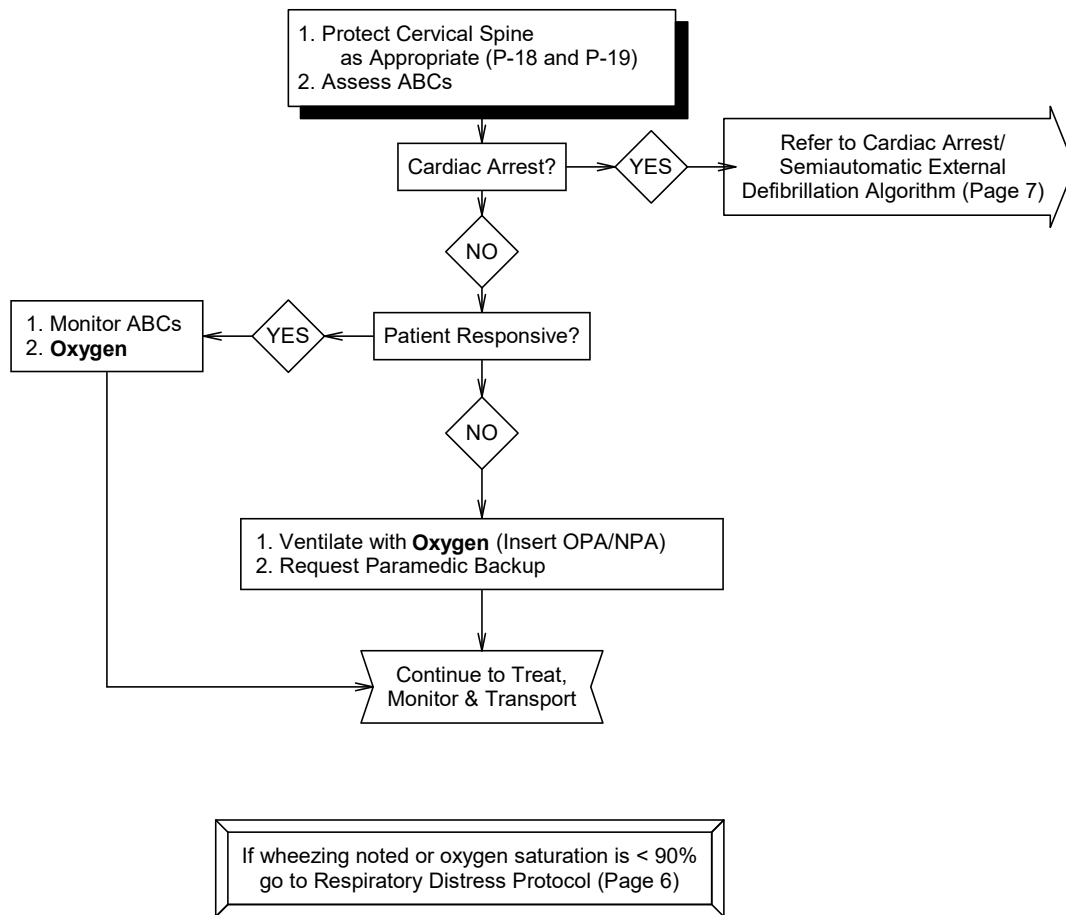 1. Protect Cervical Spine
as Appropriate (P-18 and P-19)
2. Assess ABCs
Cardiac Arrest?
YES
Refer to Cardiac Arrest/
Semiautomatic External
Defibrillation Algorithm (Page 7)
NO
1. Monitor ABCs
2. Oxygen
YES
Patient Responsive?
NO
1. Ventilate with Oxygen (Insert OPA/NPA)
2. Request Paramedic Backup
Continue to Treat,
Monitor & Transport
If wheezing noted or oxygen saturation is < 90%
go to Respiratory Distress Protocol (Page 6)